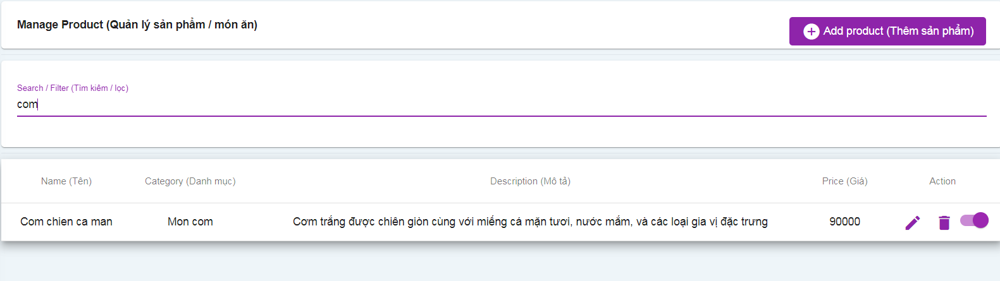 Manage Product (Quản lý sản phẩm / món ăn)
Add product (Thêm sản phẩm)
Search / Filter (Tìm kiếm / lọc)
com
Name (Tên) Category (Danh mục) Description (Mô tả) Price (Giá) Action
Com chien ca man Mon com Cơm trắng được chiên giòn cùng với miếng cá mặn tươi, nước mắm, và các loại gia vị đặc trưng 90000